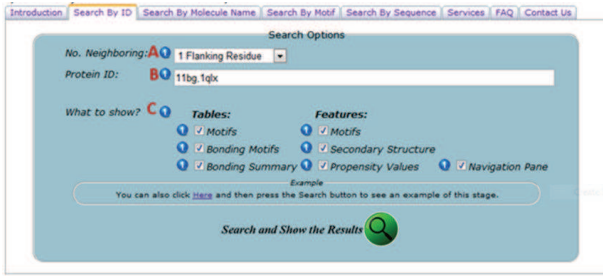 Introduction Search By ID Search By Molecule Name Search By Motif Search By Sequence Services FAQ Contact Us
Search Options
No. Neighboring: A 1 Flanking Residue
Protein ID: B 11bg,1qlx
What to show? C Tables: Features:
Motifs Motifs
Bonding Motifs Secondary Structure
Bonding Summary Propensity Values Navigation Pane
Example
You can also click Here and then press the Search button to see an example of this stage.
Search and Show the Results